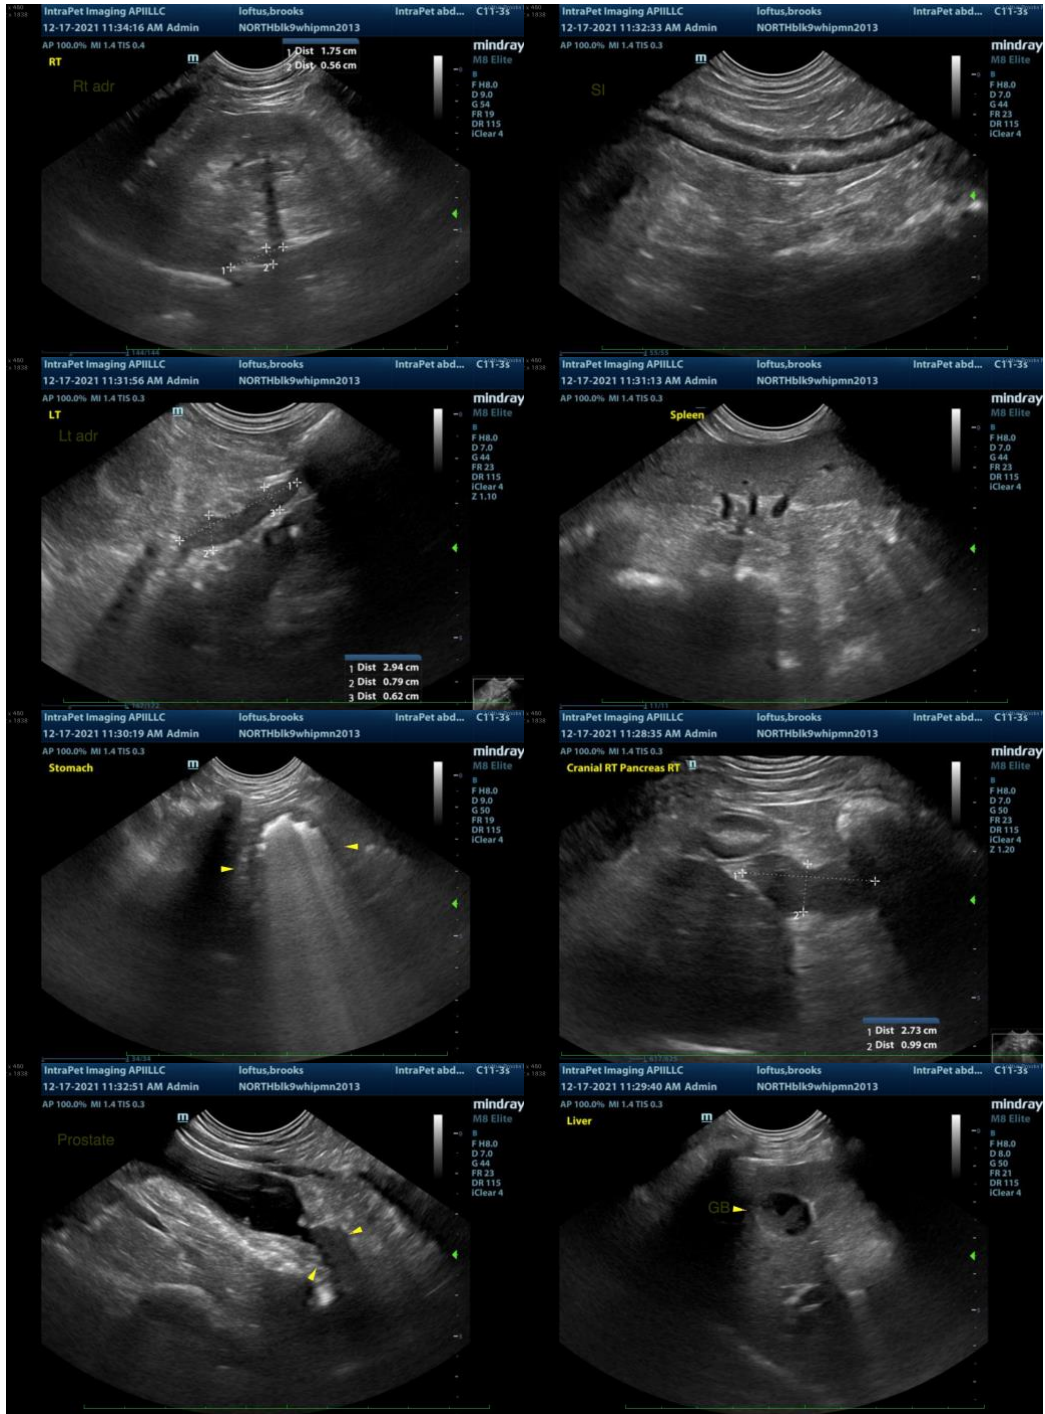 IntraPet Imaging APIILLC loftus,brooks IntraPet abd... C11-3s
12-17-2021 11:34:16 AM Admin NORTHblk9whipmn2013
AP 100.0% MI 1.4 TIS 0.4
mindray
M8 Elite
RT
Rt adr
1 Dist 1.75 cm
2 Dist 0.56 cm
B
F H8.0
D 9.0
G 54
FR 19
DR 115
iClear 4
m
1
2
144/144
IntraPet Imaging APIILLC loftus,brooks IntraPet abd... C11-3s
12-17-2021 11:32:33 AM Admin NORTHblk9whipmn2013
AP 100.0% MI 1.4 TIS 0.3
mindray
M8 Elite
SI
m
B
F H8.0
D 7.0
G 44
FR 23
DR 115
iClear 4
IntraPet Imaging APIILLC loftus,brooks IntraPet abd... C11-3s
12-17-2021 11:31:56 AM Admin NORTHblk9whipmn2013
AP 100.0% MI 1.4 TIS 0.3
mindray
M8 Elite
LT
Lt adr
m
B
F H8.0
D 7.0
G 44
FR 23
DR 115
iClear 4
Z 1.10
1
3
2
1 Dist 2.94 cm
2 Dist 0.79 cm
3 Dist 0.62 cm
IntraPet Imaging APIILLC loftus,brooks IntraPet abd... C11-3s
12-17-2021 11:31:13 AM Admin NORTHblk9whipmn2013
AP 100.0% MI 1.4 TIS 0.3
mindray
M8 Elite
Spleen
B
F H8.0
D 7.0
G 44
FR 23
DR 115
iClear 4
IntraPet Imaging APIILLC loftus,brooks IntraPet abd... C11-3s
12-17-2021 11:30:19 AM Admin NORTHblk9whipmn2013
AP 100.0% MI 1.4 TIS 0.3
mindray
M8 Elite
Stomach
m
B
F H8.0
D 9.0
G 50
FR 19
DR 115
iClear 4
34/34
IntraPet Imaging APIILLC loftus,brooks IntraPet abd... C11-3s
12-17-2021 11:28:35 AM Admin NORTHblk9whipmn2013
AP 100.0% MI 1.4 TIS 0.3
mindray
M8 Elite
Cranial RT Pancreas RT
m
B
F H8.0
D 7.0
G 50
FR 23
DR 115
iClear 4
Z 1.20
1
2
1 Dist 2.73 cm
2 Dist 0.99 cm
IntraPet Imaging APIILLC loftus,brooks IntraPet abd... C11-3s
12-17-2021 11:32:51 AM Admin NORTHblk9whipmn2013
AP 100.0% MI 1.4 TIS 0.3
mindray
M8 Elite
Prostate
m
B
F H8.0
D 7.0
G 44
FR 23
DR 115
iClear 4
IntraPet Imaging APIILLC loftus,brooks IntraPet abd... C11-3s
12-17-2021 11:29:40 AM Admin NORTHblk9whipmn2013
AP 100.0% MI 1.4 TIS 0.3
mindray
M8 Elite
Liver
m
GB
B
F H8.0
D 8.0
G 50
FR 21
DR 115
iClear 4